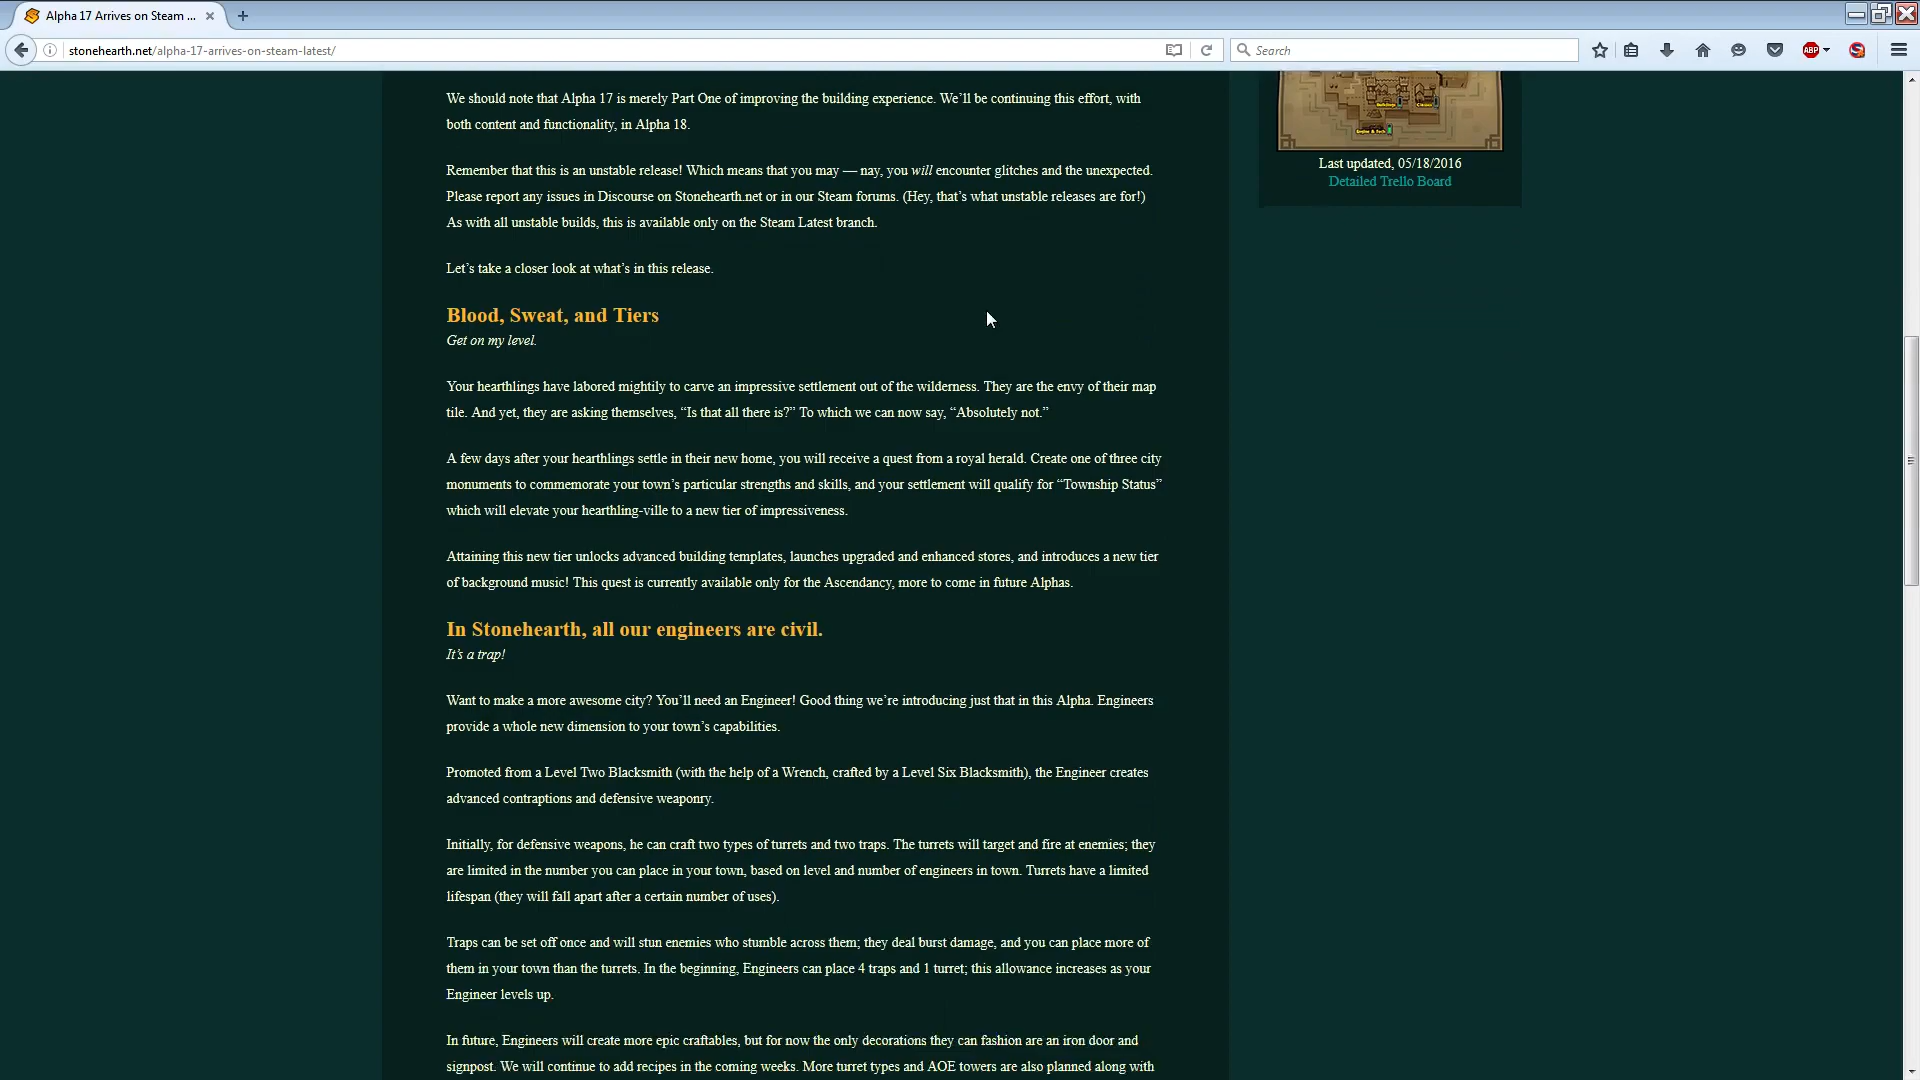 Alpha 17 Arrives on Steam ...
stonehearth.net/alpha-17-arrives-on-steam-latest/
Search
ABP
We should note that Alpha 17 is merely Part One of improving the building experience. We’ll be continuing this effort, with
both content and functionality, in Alpha 18.
Remember that this is an unstable release! Which means that you may — nay, you will encounter glitches and the unexpected.
Please report any issues in Discourse on Stonehearth.net or in our Steam forums. (Hey, that’s what unstable releases are for!)
As with all unstable builds, this is available only on the Steam Latest branch.
Let’s take a closer look at what’s in this release.
Blood, Sweat, and Tiers
Get on my level.
Your hearthlings have labored mightily to carve an impressive settlement out of the wilderness. They are the envy of their map
tile. And yet, they are asking themselves, “Is that all there is?” To which we can now say, “Absolutely not.”
A few days after your hearthlings settle in their new home, you will receive a quest from a royal herald. Create one of three city
monuments to commemorate your town’s particular strengths and skills, and your settlement will qualify for “Township Status”
which will elevate your hearthling-ville to a new tier of impressiveness.
Attaining this new tier unlocks advanced building templates, launches upgraded and enhanced stores, and introduces a new tier
of background music! This quest is currently available only for the Ascendancy, more to come in future Alphas.
In Stonehearth, all our engineers are civil.
It’s a trap!
Want to make a more awesome city? You’ll need an Engineer! Good thing we’re introducing just that in this Alpha. Engineers
provide a whole new dimension to your town’s capabilities.
Promoted from a Level Two Blacksmith (with the help of a Wrench, crafted by a Level Six Blacksmith), the Engineer creates
advanced contraptions and defensive weaponry.
Initially, for defensive weapons, he can craft two types of turrets and two traps. The turrets will target and fire at enemies; they
are limited in the number you can place in your town, based on level and number of engineers in town. Turrets have a limited
lifespan (they will fall apart after a certain number of uses).
Traps can be set off once and will stun enemies who stumble across them; they deal burst damage, and you can place more of
them in your town than the turrets. In the beginning, Engineers can place 4 traps and 1 turret; this allowance increases as your
Engineer levels up.
In future, Engineers will create more epic craftables, but for now the only decorations they can fashion are an iron door and
signpost. We will continue to add recipes in the coming weeks. More turret types and AOE towers are also planned along with
Buildings
Classes
Engine & Tech
Last updated, 05/18/2016
Detailed Trello Board